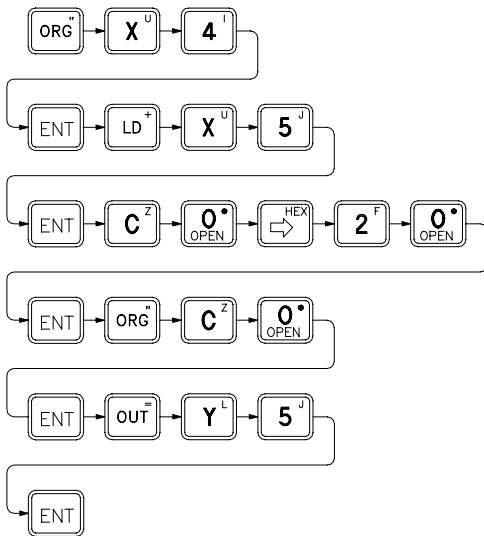 ORG " X U 4 I
ENT LD + X U 5 J
ENT C Z 0 • OPEN HEX 2 F 0 • OPEN
ENT ORG " C Z 0 • OPEN
ENT OUT = Y L 5 J
ENT